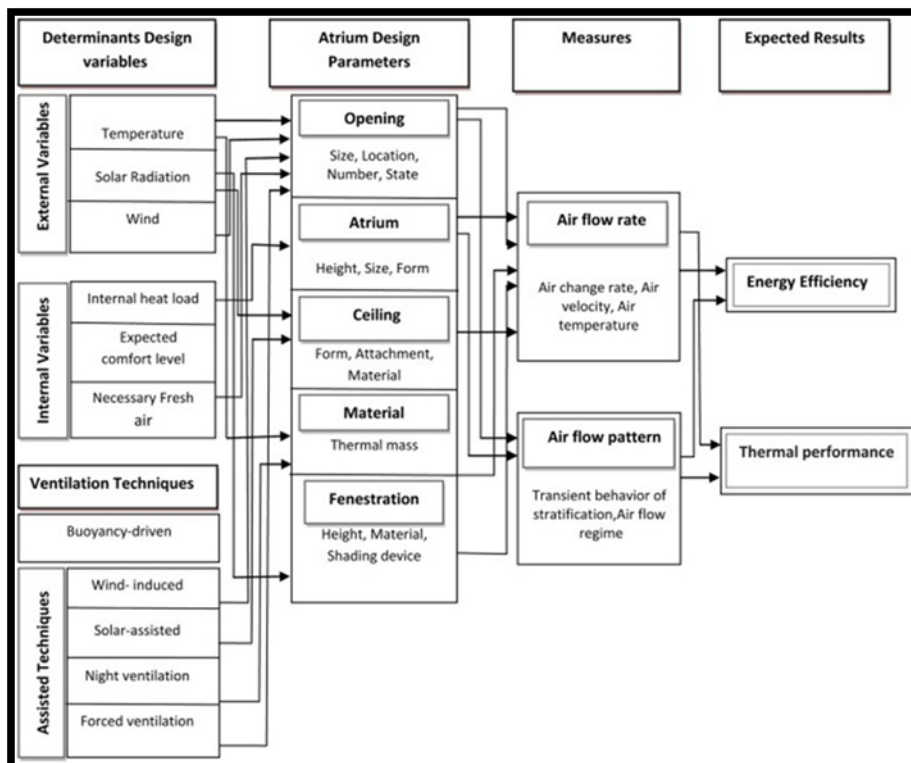 Determants Design
variables
Atrium Design
Parameters
Measures
Expected Results
External Variables
Temperature
Solar Radiation
Wind
Internal Variables
Internal heat load
Expected
comfort level
Necessary Fresh
air
Ventilation Techniques
Buoyancy-driven
Assisted Techniques
Wind- induced
Solar-assisted
Night ventilation
Forced ventilation
Opening
Size, Location,
Number, State
Atrium
Height, Size, Form
Ceiling
Form, Attachment,
Material
Material
Thermal mass
Fenestration
Height, Material,
Shading device
Air flow rate
Air change rate, Air
velocity, Air
temperature
Air flow pattern
Transient behavior of
stratification,Air flow
regime
Energy Efficiency
Thermal performance